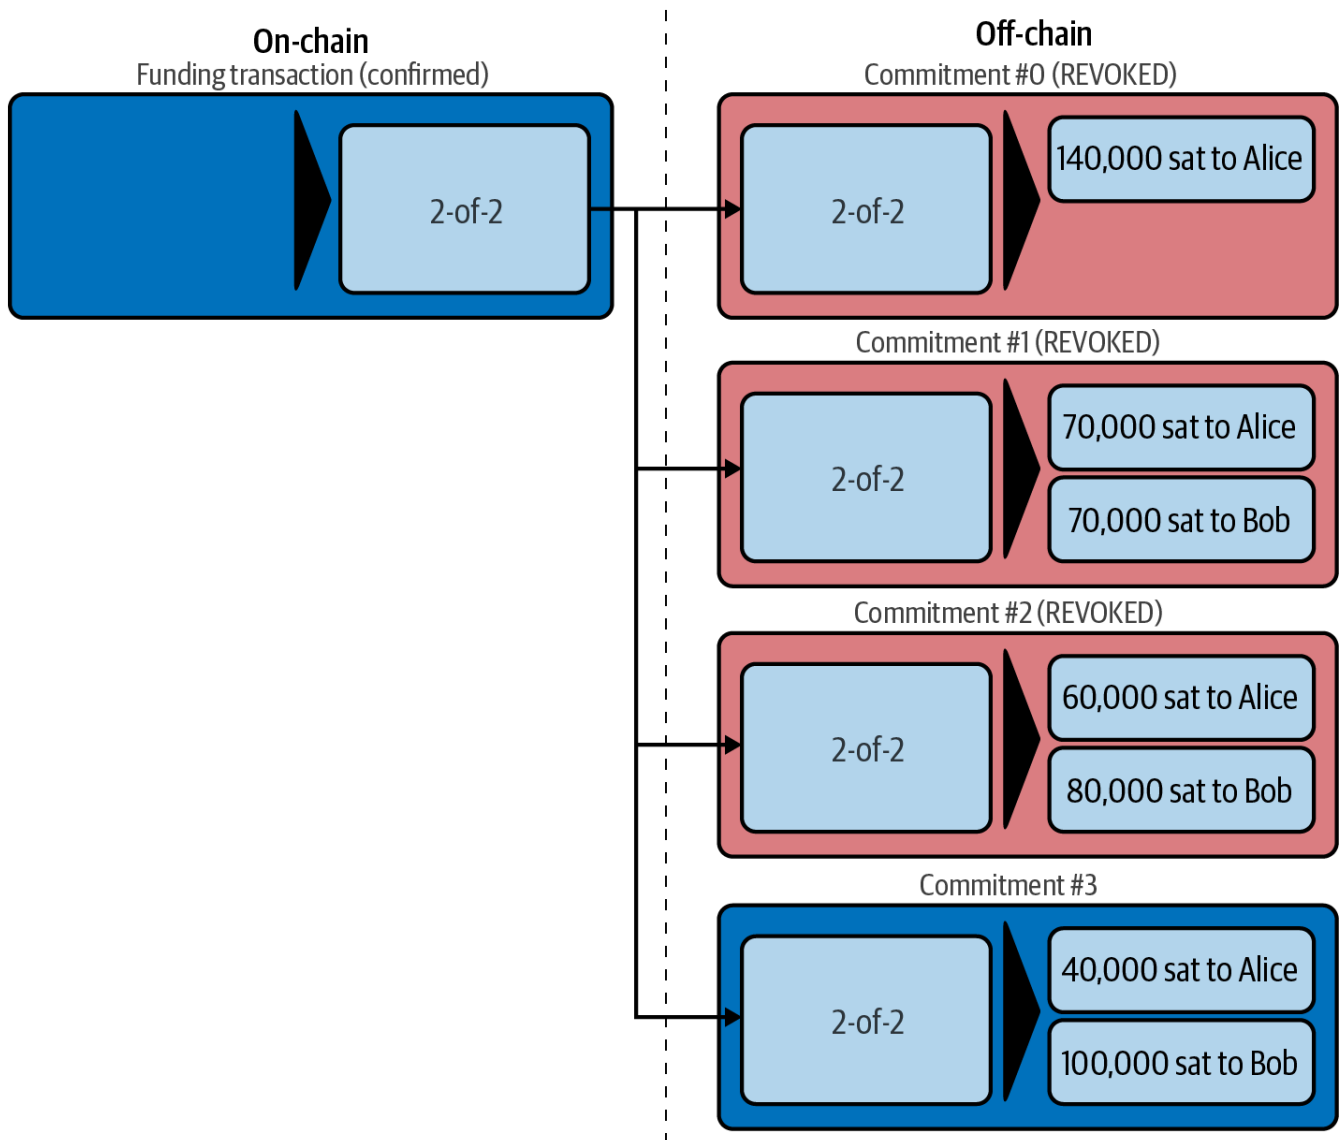 On-chain
Funding transaction (confirmed)
2-of-2
Off-chain
Commitment #0 (REVOKED)
2-of-2
140,000 sat to Alice
Commitment #1 (REVOKED)
2-of-2
70,000 sat to Alice
70,000 sat to Bob
Commitment #2 (REVOKED)
2-of-2
60,000 sat to Alice
80,000 sat to Bob
Commitment #3
2-of-2
40,000 sat to Alice
100,000 sat to Bob